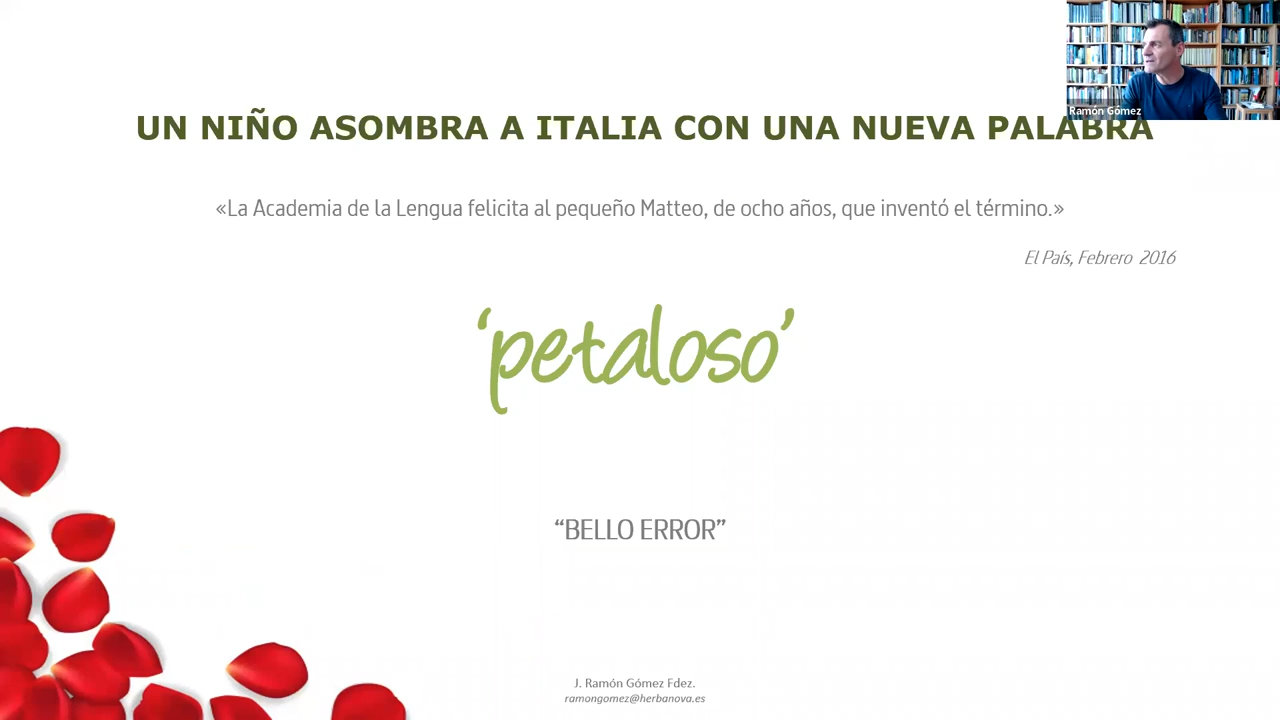 Ramón Gómez
UN NIÑO ASOMBRA A ITALIA CON UNA NUEVA PALABRA
«La Academia de la Lengua felicita al pequeño Matteo, de ocho años, que inventó el término.»
El País, Febrero 2016
‘petaloso’
“BELLO ERROR”
J. Ramón Gómez Fdez.
ramongomez@herbanova.es